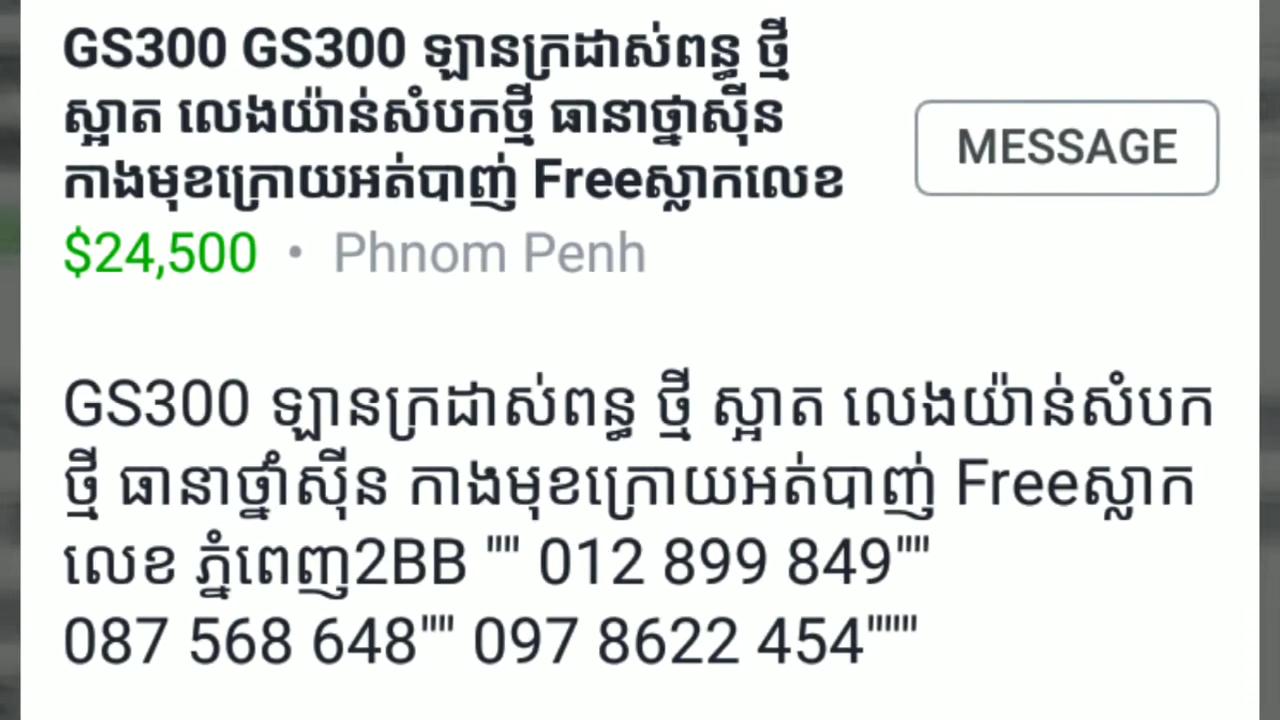 GS300 GS300 ឡានក្រដាស់ពន្ធ ថ្មី
ស្អាត លេងយ៉ាន់សំបកថ្មី ធានាថ្នាស៊ីន
MESSAGE
កាងមុខក្រោយអត់បាញ់ Freeស្លាកលេខ
$24,500 • Phnom Penh
GS300 ឡានក្រដាស់ពន្ធ ថ្មី ស្អាត លេងយ៉ាន់សំបក
ថ្មី ធានាថ្នាំស៊ីន កាងមុខក្រោយអត់បាញ់ Freeស្លាក
លេខ ភ្នំពេញ2BB """ 012 899 849""
087 568 648"" 097 8622 454"""